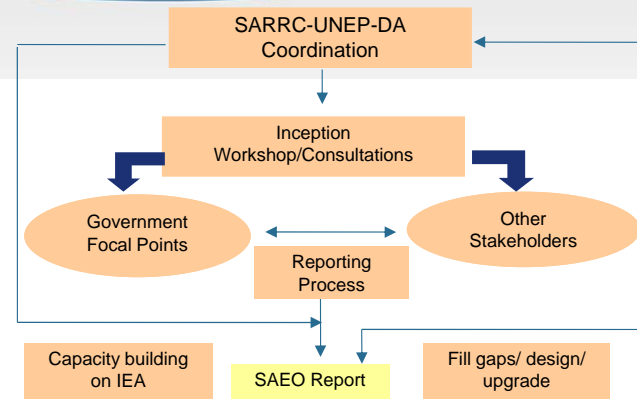 SARRC-UNEP-DA
Coordination
Inception
Workshop/Consultations
Government
Focal Points
Other
Stakeholders
Reporting
Process
Capacity building
on IEA
SAEO Report
Fill gaps/ design/
upgrade